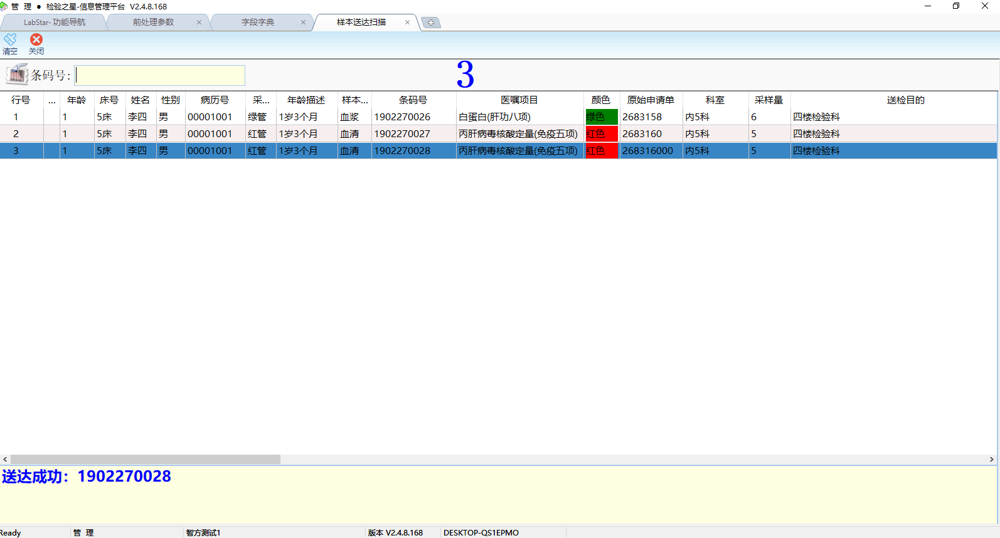 管 理 ● 检验之星-信息管理平台 V2.4.8.168
LabStar- 功能导航 前处理参数 字段字典 样本送达扫描
清空 关闭
条码号: 3
行号 ... 年龄 床号 姓名 性别 病历号 采... 年龄描述 样本... 条码号 医嘱项目 颜色 原始申请单 科室 采样量 送检目的
1 1 5床 李四 男 00001001 绿管 1岁3个月 血浆 1902270026 白蛋白(肝功八项) 绿色 2683158 内5科 6 四楼检验科
2 1 5床 李四 男 00001001 红管 1岁3个月 血清 1902270027 丙肝病毒核酸定量(免疫五项) 红色 2683160 内5科 5 四楼检验科
3 1 5床 李四 男 00001001 红管 1岁3个月 血清 1902270028 丙肝病毒核酸定量(免疫五项) 红色 268316000 内5科 5 四楼检验科
送达成功：1902270028
Ready 管 理 智方测试1 版本 V2.4.8.168 DESKTOP-QS1EPMO